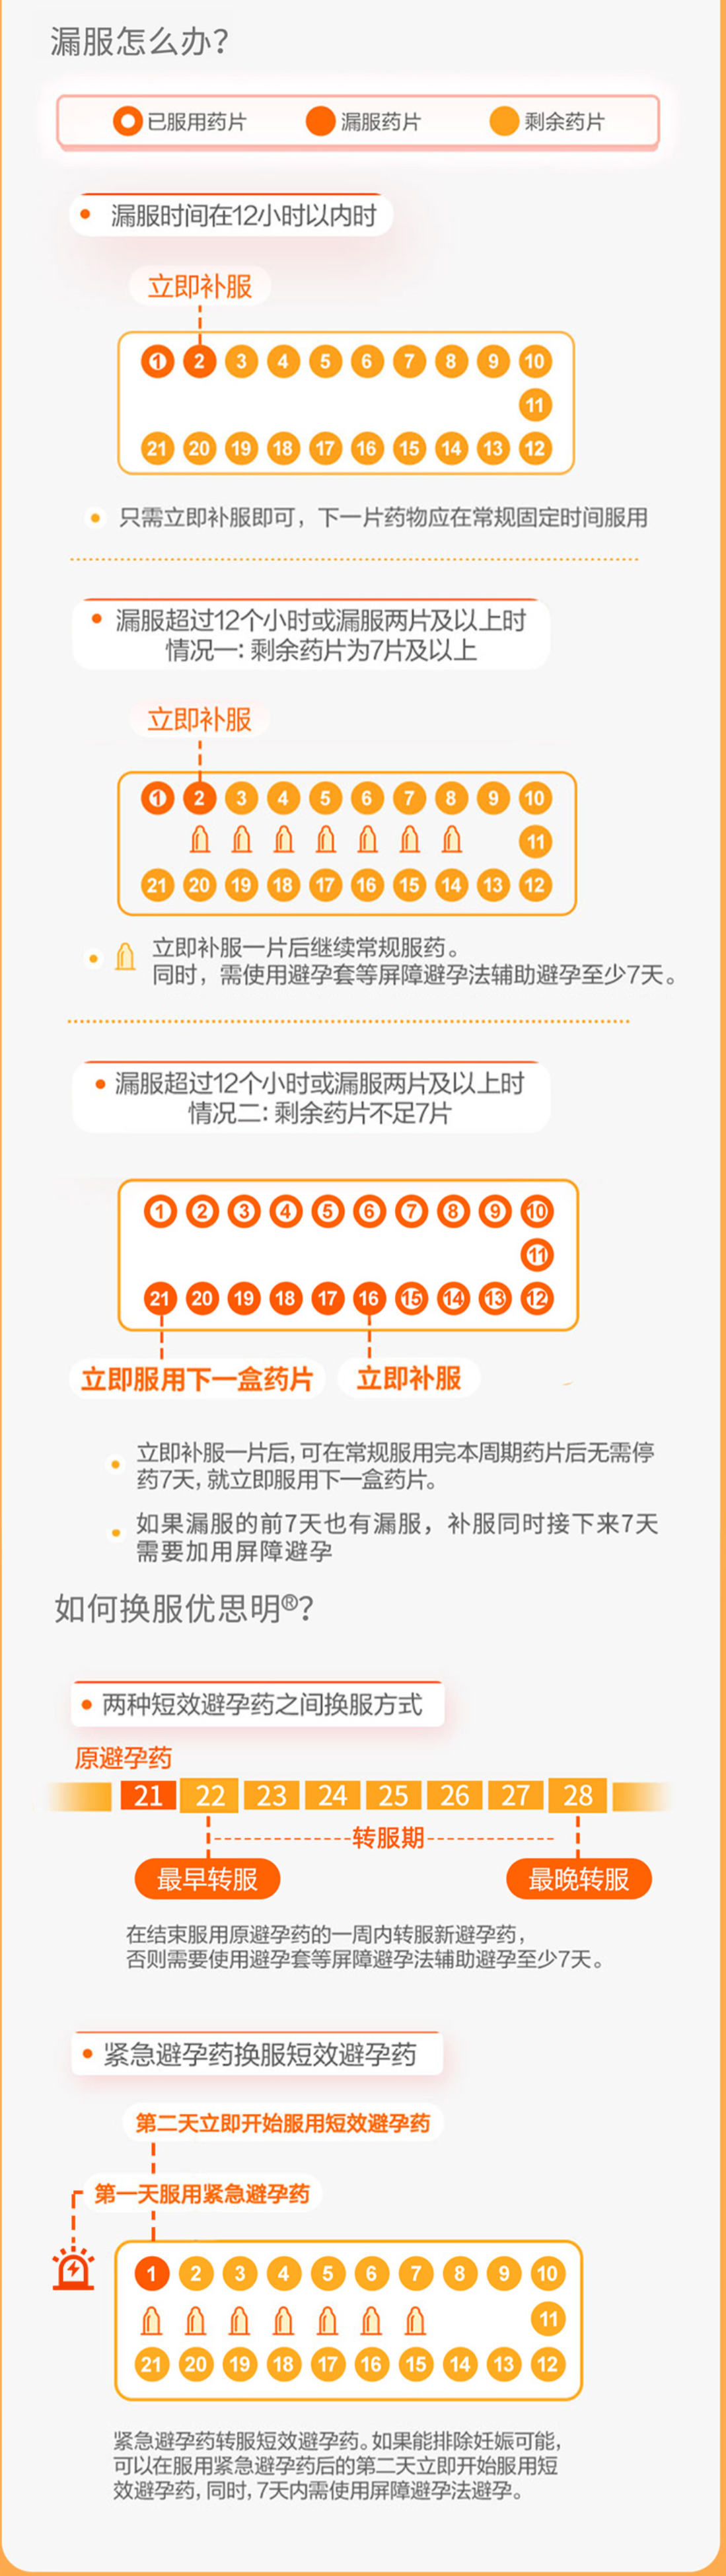 漏服怎么办?
已服用药片 漏服药片 剩余药片
漏服时间在12小时以内时
立即补服
1 2 3 4 5 6 7 8 9 10
11
21 20 19 18 17 16 15 14 13 12
只需立即补服即可，下一片药物应在常规固定时间服用
漏服超过12个小时或漏服两片及以上时
情况一: 剩余药片为7片及以上
立即补服
1 2 3 4 5 6 7 8 9 10
11
21 20 19 18 17 16 15 14 13 12
立即补服一片后继续常规服药。
同时，需使用避孕套等屏障避孕法辅助避孕至少7天。
漏服超过12个小时或漏服两片及以上时
情况二: 剩余药片不足7片
1 2 3 4 5 6 7 8 9 10
11
21 20 19 18 17 16 15 14 13 12
立即服用下一盒药片 立即补服
立即补服一片后, 可在常规服用完本周期药片后无需停
药7天, 就立即服用下一盒药片。
如果漏服的前7天也有漏服，补服同时接下来7天
需要加用屏障避孕
如何换服优思明®?
两种短效避孕药之间换服方式
原避孕药
21 22 23 24 25 26 27 28
转服期
最早转服 最晚转服
在结束服用原避孕药的一周内转服新避孕药，
否则需要使用避孕套等屏障避孕法辅助避孕至少7天。
紧急避孕药换服短效避孕药
第二天立即开始服用短效避孕药
第一天服用紧急避孕药
1 2 3 4 5 6 7 8 9 10
11
21 20 19 18 17 16 15 14 13 12
紧急避孕药转服短效避孕药。如果能排除妊娠可能,
可以在服用紧急避孕药后的第二天立即开始服用短
效避孕药, 同时, 7天内需使用屏障避孕法避孕。